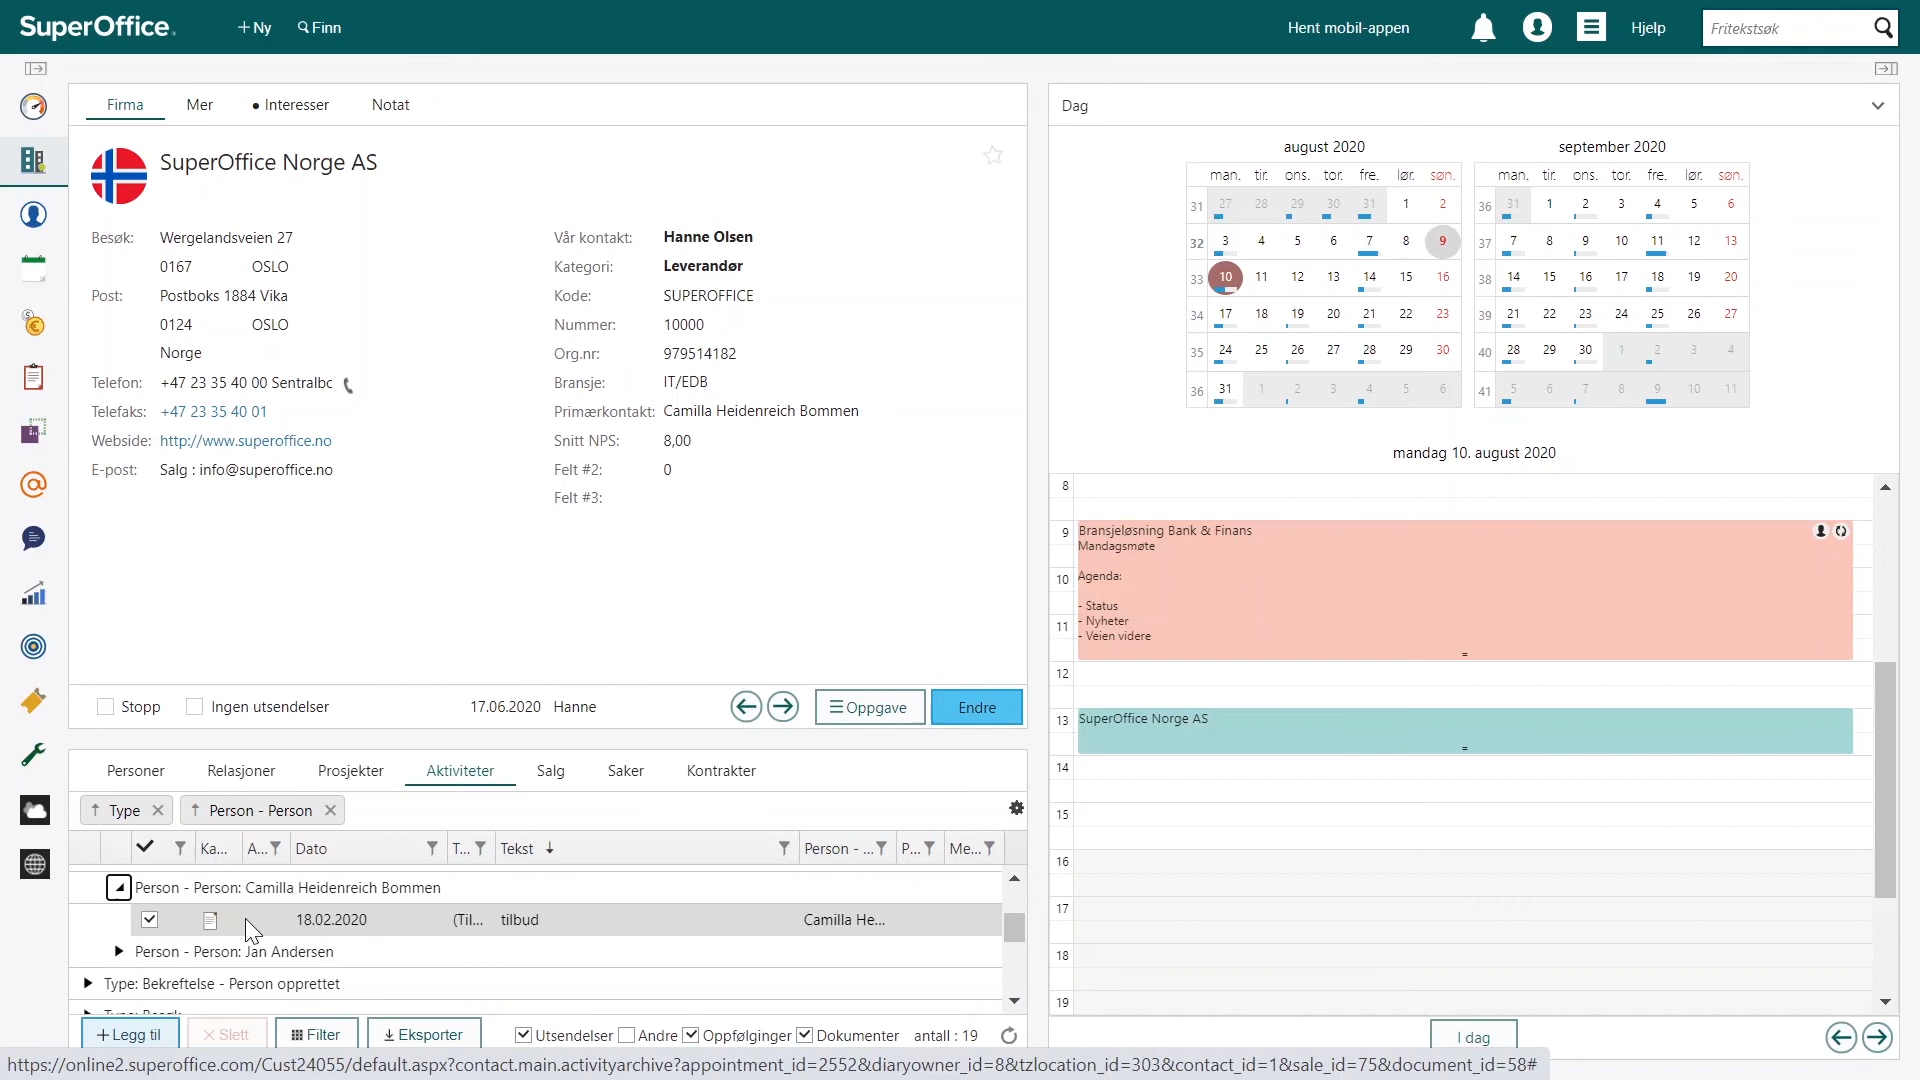 SuperOffice.
+ Ny
Finn
Hent mobil-appen
Hjelp
Fritekstsøk
Firma
Mer
• Interesser
Notat
SuperOffice Norge AS
Besøk: Wergelandsveien 27
0167 OSLO
Post: Postboks 1884 Vika
0124 OSLO
Norge
Telefon: +47 23 35 40 00 Sentralbc
Telefaks: +47 23 35 40 01
Webside: http://www.superoffice.no
E-post: Salg : info@superoffice.no
Vår kontakt: Hanne Olsen
Kategori: Leverandør
Kode: SUPEROFFICE
Nummer: 10000
Org.nr: 979514182
Bransje: IT/EDB
Primærkontakt: Camilla Heidenreich Bommen
Snitt NPS: 8,00
Felt #2: 0
Felt #3:
Stopp
Ingen utsendelser
17.06.2020 Hanne
Oppgave
Endre
Personer
Relasjoner
Prosjekter
Aktiviteter
Salg
Saker
Kontrakter
Type
Person - Person
Ka... A... Dato T... Tekst Person - ... P... Me...
Person - Person: Camilla Heidenreich Bommen
18.02.2020 (Til... tilbud Camilla He...
Person - Person: Jan Andersen
Type: Bekreftelse - Person opprettet
+ Legg til
Slett
Filter
Eksporter
Utsendelser
Andre
Oppfølginger
Dokumenter
antall : 19
Dag
august 2020
man. tir. ons. tor. fre. lør. søn.
31 27 28 29 30 31 1 2
32 3 4 5 6 7 8 9
33 10 11 12 13 14 15 16
34 17 18 19 20 21 22 23
35 24 25 26 27 28 29 30
36 31 1 2 3 4 5 6
september 2020
man. tir. ons. tor. fre. lør. søn.
36 31 1 2 3 4 5 6
37 7 8 9 10 11 12 13
38 14 15 16 17 18 19 20
39 21 22 23 24 25 26 27
40 28 29 30 1 2 3 4
41 5 6 7 8 9 10 11
mandag 10. august 2020
8
9 Bransjeløsning Bank & Finans
Mandagsmøte
10 Agenda:
- Status
11 - Nyheter
- Veien videre
12
13 SuperOffice Norge AS
14
15
16
17
18
19
I dag
https://online2.superoffice.com/Cust24055/default.aspx?contact.main.activityarchive?appointment_id=2552&diaryowner_id=8&tzlocation_id=303&contact_id=1&sale_id=75&document_id=58#